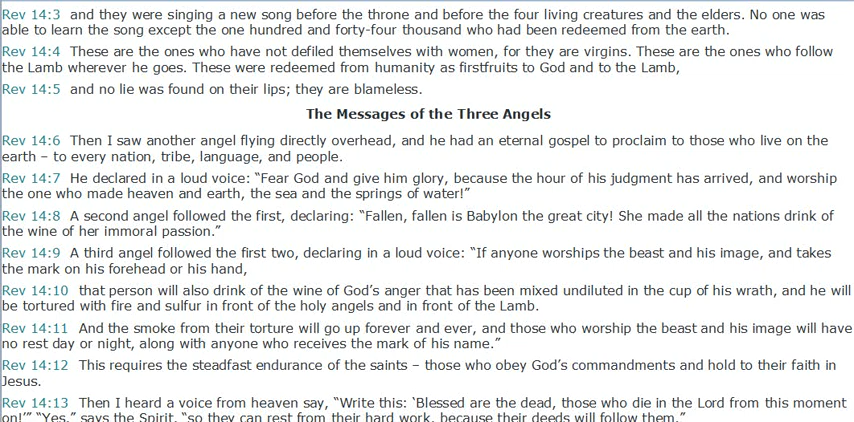 Rev 14:3 and they were singing a new song before the throne and before the four living creatures and the elders. No one was
able to learn the song except the one hundred and forty-four thousand who had been redeemed from the earth.
Rev 14:4 These are the ones who have not defiled themselves with women, for they are virgins. These are the ones who follow
the Lamb wherever he goes. These were redeemed from humanity as firstfruits to God and to the Lamb,
Rev 14:5 and no lie was found on their lips; they are blameless.
The Messages of the Three Angels
Rev 14:6 Then I saw another angel flying directly overhead, and he had an eternal gospel to proclaim to those who live on the
earth – to every nation, tribe, language, and people.
Rev 14:7 He declared in a loud voice: “Fear God and give him glory, because the hour of his judgment has arrived, and worship
the one who made heaven and earth, the sea and the springs of water!”
Rev 14:8 A second angel followed the first, declaring: “Fallen, fallen is Babylon the great city! She made all the nations drink of
the wine of her immoral passion.”
Rev 14:9 A third angel followed the first two, declaring in a loud voice: “If anyone worships the beast and his image, and takes
the mark on his forehead or his hand,
Rev 14:10 that person will also drink of the wine of God’s anger that has been mixed undiluted in the cup of his wrath, and he will
be tortured with fire and sulfur in front of the holy angels and in front of the Lamb.
Rev 14:11 And the smoke from their torture will go up forever and ever, and those who worship the beast and his image will have
no rest day or night, along with anyone who receives the mark of his name.”
Rev 14:12 This requires the steadfast endurance of the saints – those who obey God’s commandments and hold to their faith in
Jesus.
Rev 14:13 Then I heard a voice from heaven say, “Write this: ‘Blessed are the dead, those who die in the Lord from this moment
on!’” “Yes,” says the Spirit, “so they can rest from their hard work, because their deeds will follow them.”